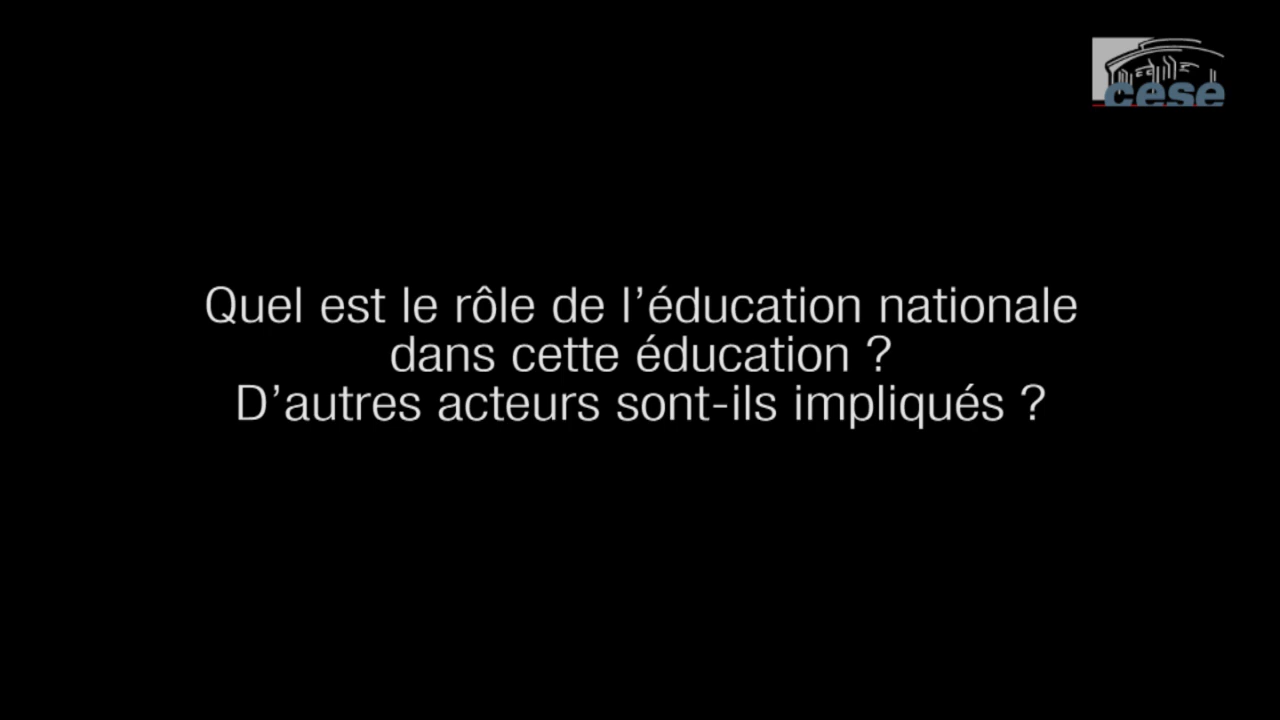 cese
Quel est le rôle de l’éducation nationale
dans cette éducation ?
D’autres acteurs sont-ils impliqués ?